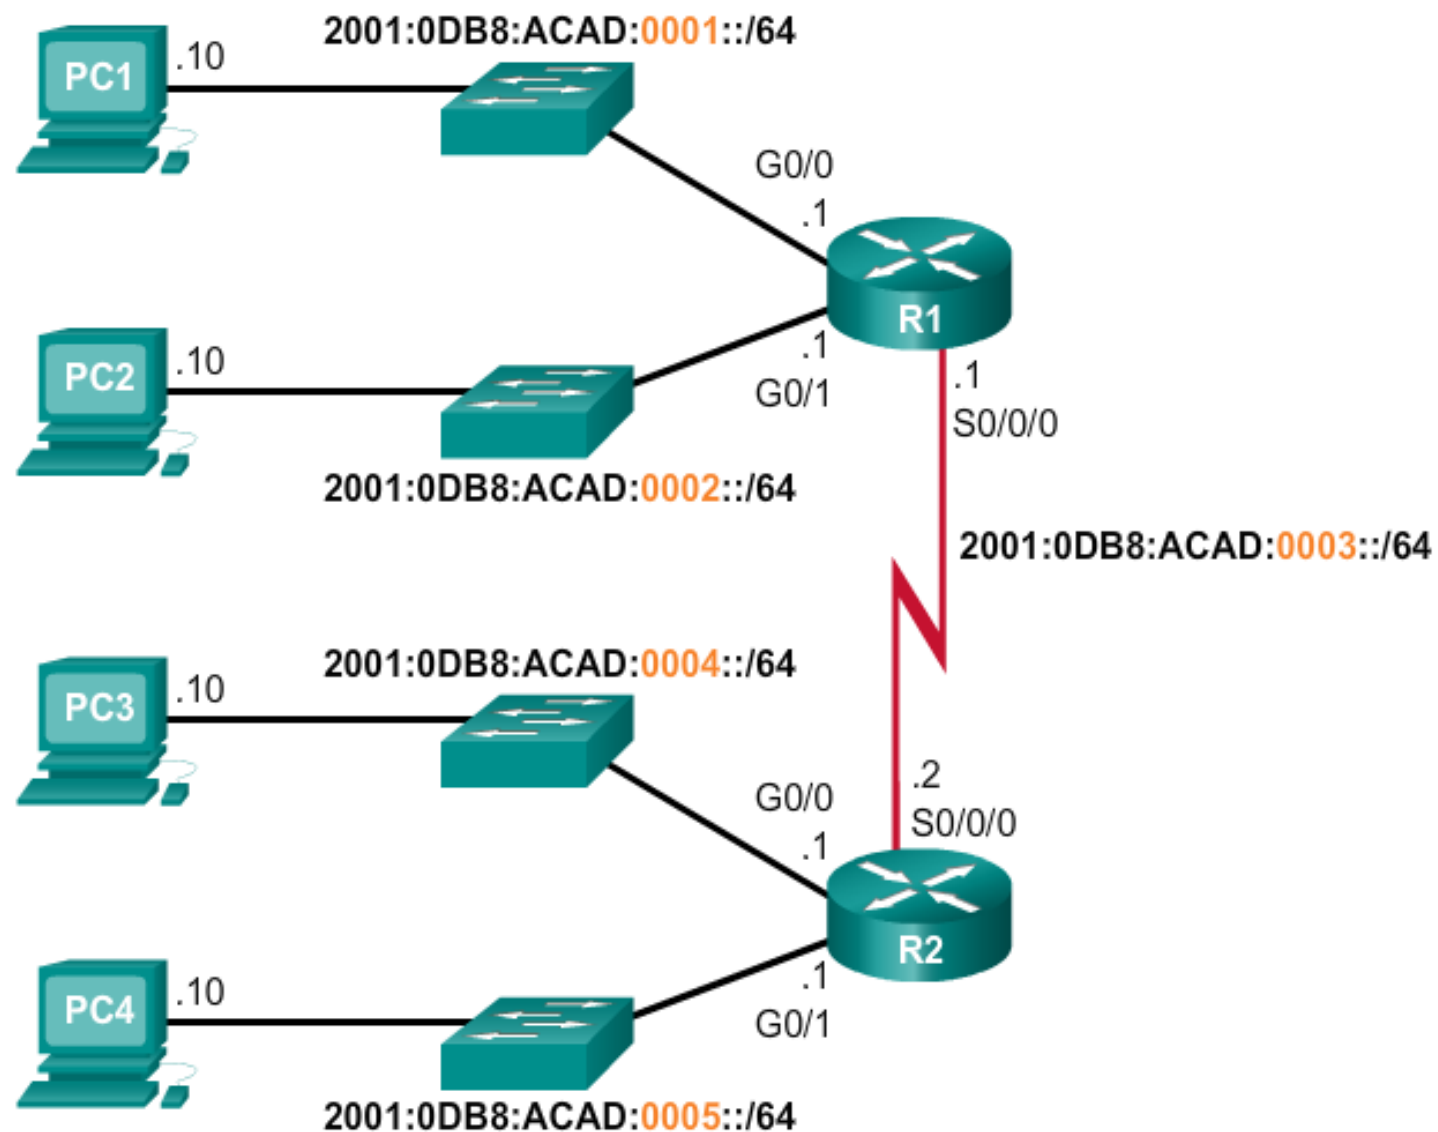 2001:0DB8:ACAD:0001::/64
PC1
.10
G0/0
.1
R1
PC2
.10
.1
G0/1
.1
S0/0/0
2001:0DB8:ACAD:0002::/64
2001:0DB8:ACAD:0003::/64
2001:0DB8:ACAD:0004::/64
PC3
.10
G0/0
.1
.2
S0/0/0
R2
PC4
.10
.1
G0/1
2001:0DB8:ACAD:0005::/64